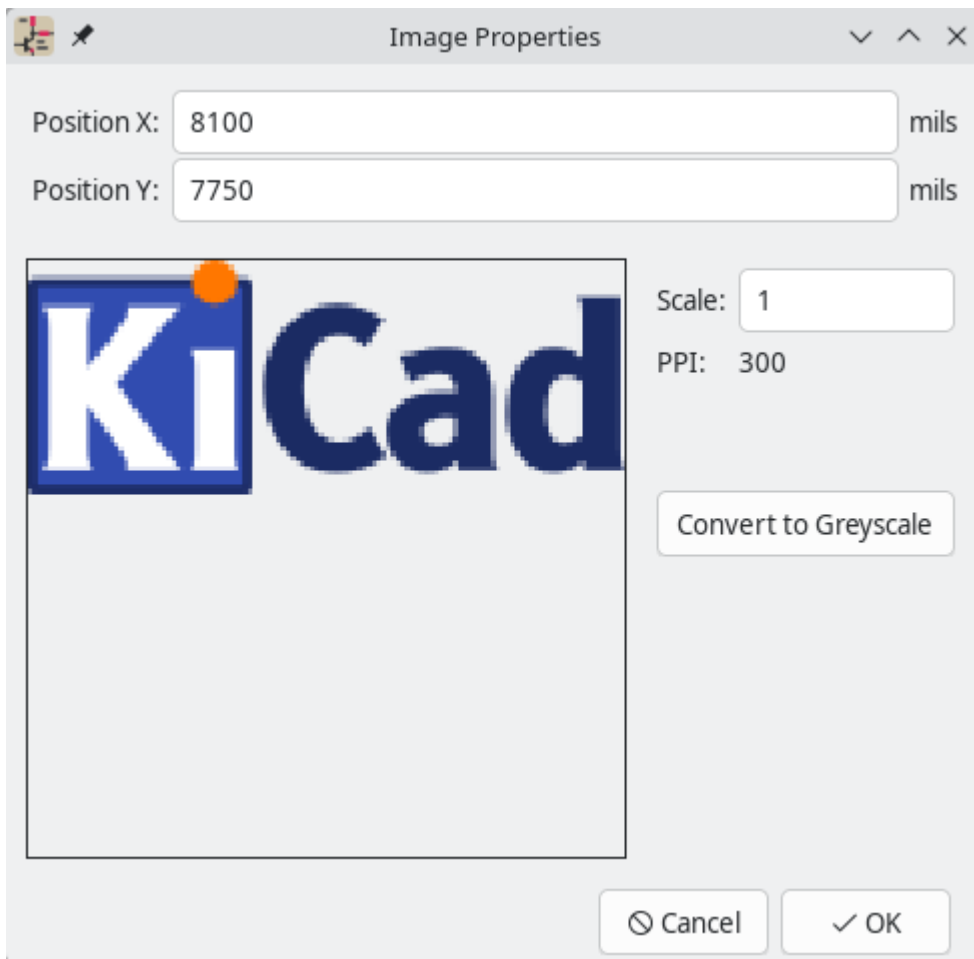 Image Properties
Position X: 8100 mils
Position Y: 7750 mils
KiCad
Scale: 1
PPI: 300
Convert to Greyscale
Cancel OK